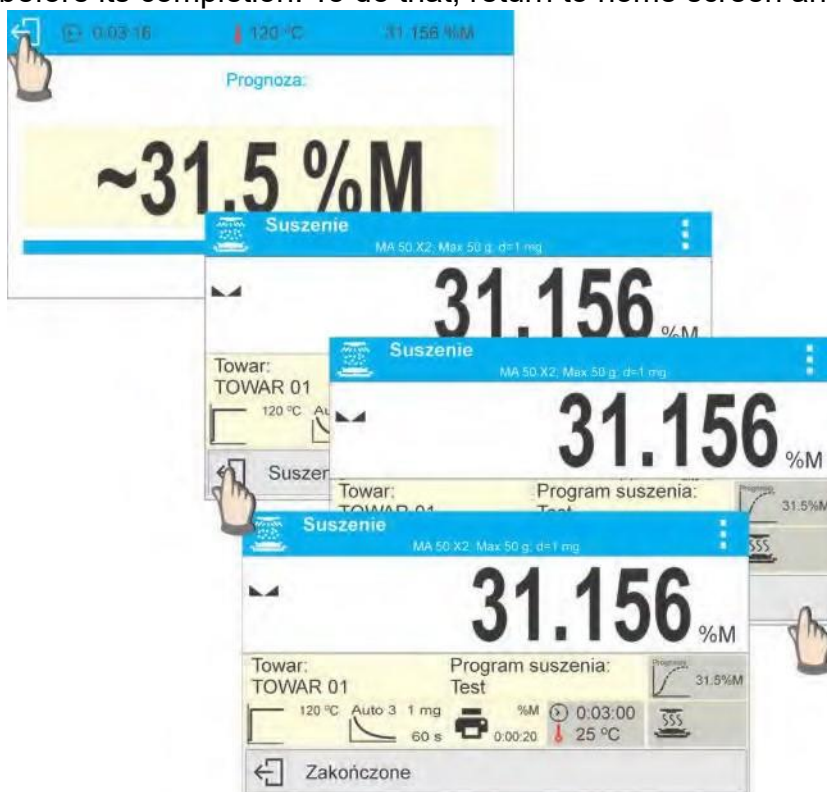 before its completion. To do that, return to home screen an
0:03:16 120 °C 31.156 %M
Prognoza:
~31.5 %M
Suszenie
MA 50.X2; Max 50 g; d=1 mg
31.156 %M
Towar:
TOWAR 01
120 °C
Suszenie
MA 50.X2; Max 50 g; d=1 mg
31.156 %M
Towar: Program suszenia:
TOWAR 01 Test
Prognoza
31.5%M
Suszenie
MA 50.X2; Max 50 g; d=1 mg
31.156 %M
Towar: Program suszenia:
TOWAR 01 Test
Prognoza
31.5%M
120 °C Auto 3 1 mg %M 0:03:00
60 s 0:00:20 25 °C
Zakończone